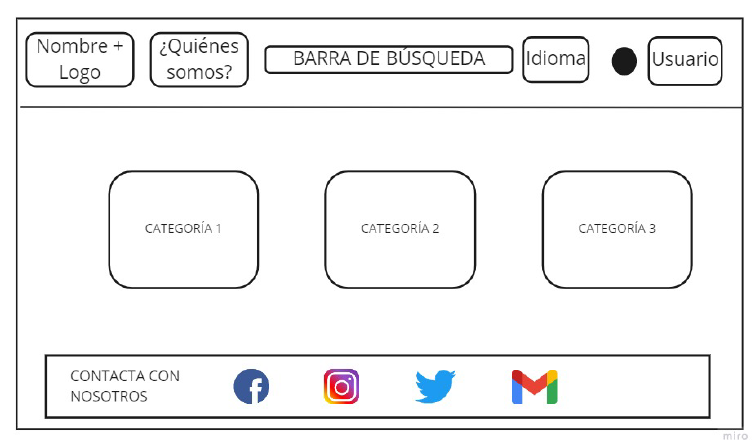 Nombre +
Logo
¿Quiénes
somos?
BARRA DE BÚSQUEDA
Idioma
Usuario
CATEGORÍA 1
CATEGORÍA 2
CATEGORÍA 3
CONTACTA CON
NOSOTROS
miro